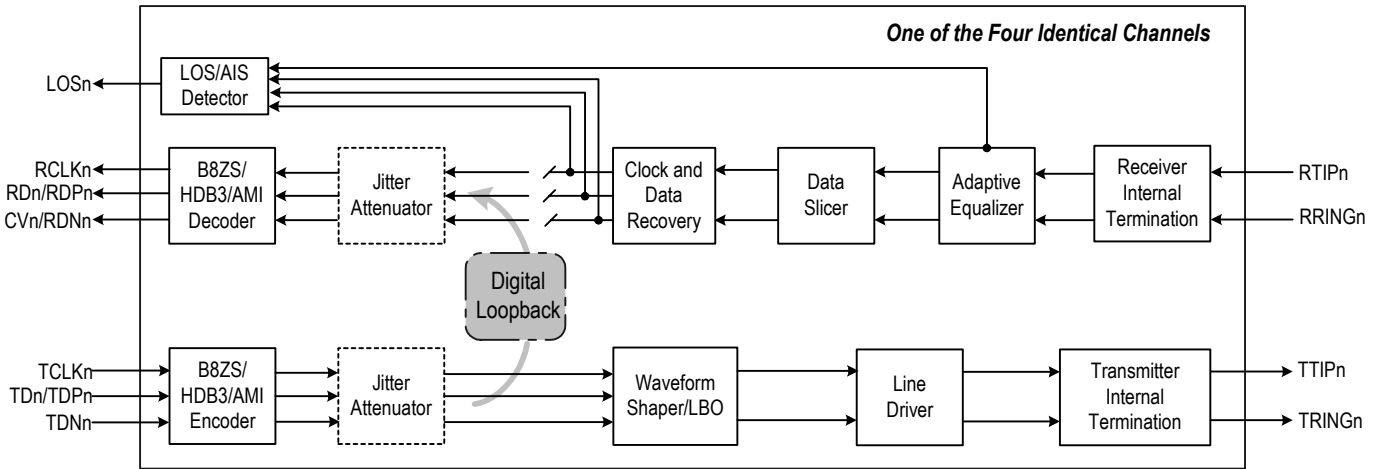 One of the Four Identical Channels
LOSn
LOS/AIS
Detector
RCLKn
RDn/RDPn
CVn/RDNn
B8ZS/
HDB3/AMI
Decoder
Jitter
Attenuator
Clock and
Data
Recovery
Data
Slicer
Adaptive
Equalizer
Receiver
Internal
Termination
RTIPn
RRINGn
Digital
Loopback
TCLKn
TDn/TDPn
TDNn
B8ZS/
HDB3/AMI
Encoder
Jitter
Attenuator
Waveform
Shaper/LBO
Line
Driver
Transmitter
Internal
Termination
TTIPn
TRINGn